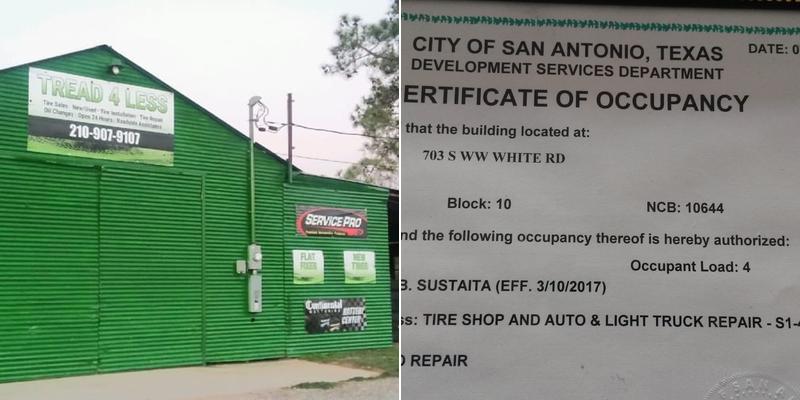 TREAD 4 LESS
Tire Sales · New/Used · Tire Installation · Tire Repair
Oil Changes · Open 24 Hours · Roadside Assistance
210-907-9107
SERVICE PRO
FLAT
FIXES
NEW
TIRES
Continental
BATTERIES
BATTERY
CENTER
CITY OF SAN ANTONIO, TEXAS
DATE: 0
DEVELOPMENT SERVICES DEPARTMENT
ERTIFICATE OF OCCUPANCY
that the building located at:
703 S WW WHITE RD
Block: 10
NCB: 10644
nd the following occupancy thereof is hereby authorized:
Occupant Load: 4
B. SUSTAITA (EFF. 3/10/2017)
ss: TIRE SHOP AND AUTO & LIGHT TRUCK REPAIR - S1-
O REPAIR